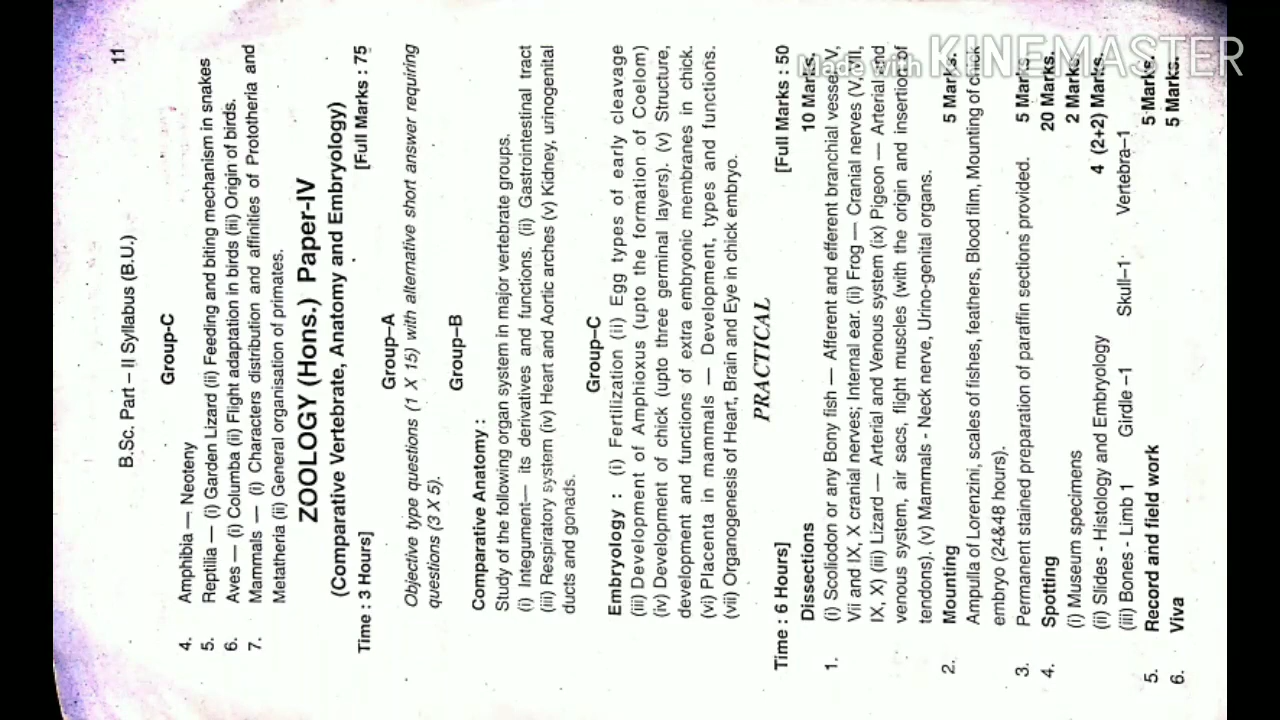 B.Sc. Part – II Syllabus (B.U.) 11
Group-C
4. Amphibia — Neoteny
5. Reptilia — (i) Garden Lizard (ii) Feeding and biting mechanism in snakes
6. Aves — (i) Columba (ii) Flight adaptation in birds (iii) Origin of birds.
7. Mammals — (i) Characters distribution and affinities of Prototheria and
Metatheria (ii) General organisation of primates.
ZOOLOGY (Hons.) Paper-IV
(Comparative Vertebrate, Anatomy and Embryology)
Time : 3 Hours] [Full Marks : 75
Group–A
Objective type questions (1 X 15) with alternative short answer requiring
questions (3 X 5).
Group–B
Comparative Anatomy :
Study of the following organ system in major vertebrate groups.
(i) Integument— its derivatives and functions. (ii) Gastrointestinal tract
(iii) Respiratory system (iv) Heart and Aortic arches (v) Kidney, urinogenital
ducts and gonads.
Group–C
Embryology : (i) Fertilization (ii) Egg types of early cleavage
(iii) Development of Amphioxus (upto the formation of Coelom)
(iv) Development of chick (upto three germinal layers). (v) Structure,
development and functions of extra embryonic membranes in chick.
(vi) Placenta in mammals — Development, types and functions.
(vii) Organogenesis of Heart, Brain and Eye in chick embryo.
PRACTICAL
Time : 6 Hours] [Full Marks : 50
Dissections 10 Marks.
1. (i) Scoliodon or any Bony fish — Afferent and efferent branchial vessel V,
Vii and IX, X cranial nerves; Internal ear. (ii) Frog — Cranial nerves (V, VII,
IX, X) (iii) Lizard — Arterial and Venous system (ix) Pigeon — Arterial and
venous system, air sacs, flight muscles (with the origin and insertion of
tendons). (v) Mammals - Neck nerve, Urino-genital organs.
2. Mounting 5 Marks.
Ampulla of Lorenzini, scales of fishes, feathers, Blood film, Mounting of chick
embryo (24&48 hours).
3. Permanent stained preparation of paraffin sections provided. 5 Marks
4. Spotting 20 Marks.
(i) Museum specimens 2 Marks
(ii) Slides - Histology and Embryology 4 (2+2) Marks.
(iii) Bones - Limb 1 Girdle -1 Skull–1 Vertebra–1
5. Record and field work 5 Marks.
6. Viva 5 Marks.
Made with KINEMASTER